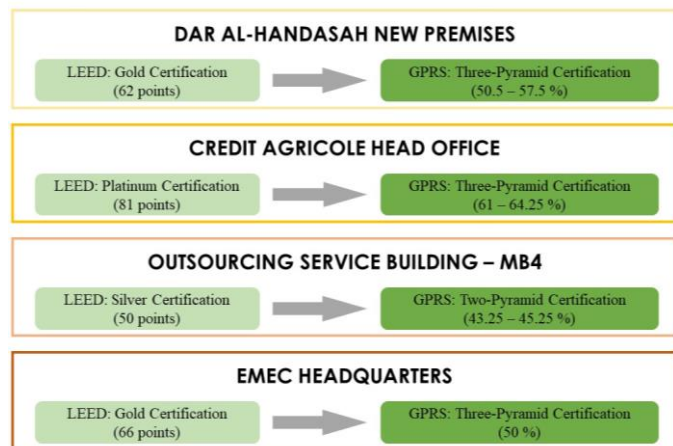 DAR AL-HANDASAH NEW PREMISES
LEED: Gold Certification
(62 points)
GPRS: Three-Pyramid Certification
(50.5 – 57.5 %)
CREDIT AGRICOLE HEAD OFFICE
LEED: Platinum Certification
(81 points)
GPRS: Three-Pyramid Certification
(61 – 64.25 %)
OUTSOURCING SERVICE BUILDING – MB4
LEED: Silver Certification
(50 points)
GPRS: Two-Pyramid Certification
(43.25 – 45.25 %)
EMEC HEADQUARTERS
LEED: Gold Certification
(66 points)
GPRS: Three-Pyramid Certification
(50 %)